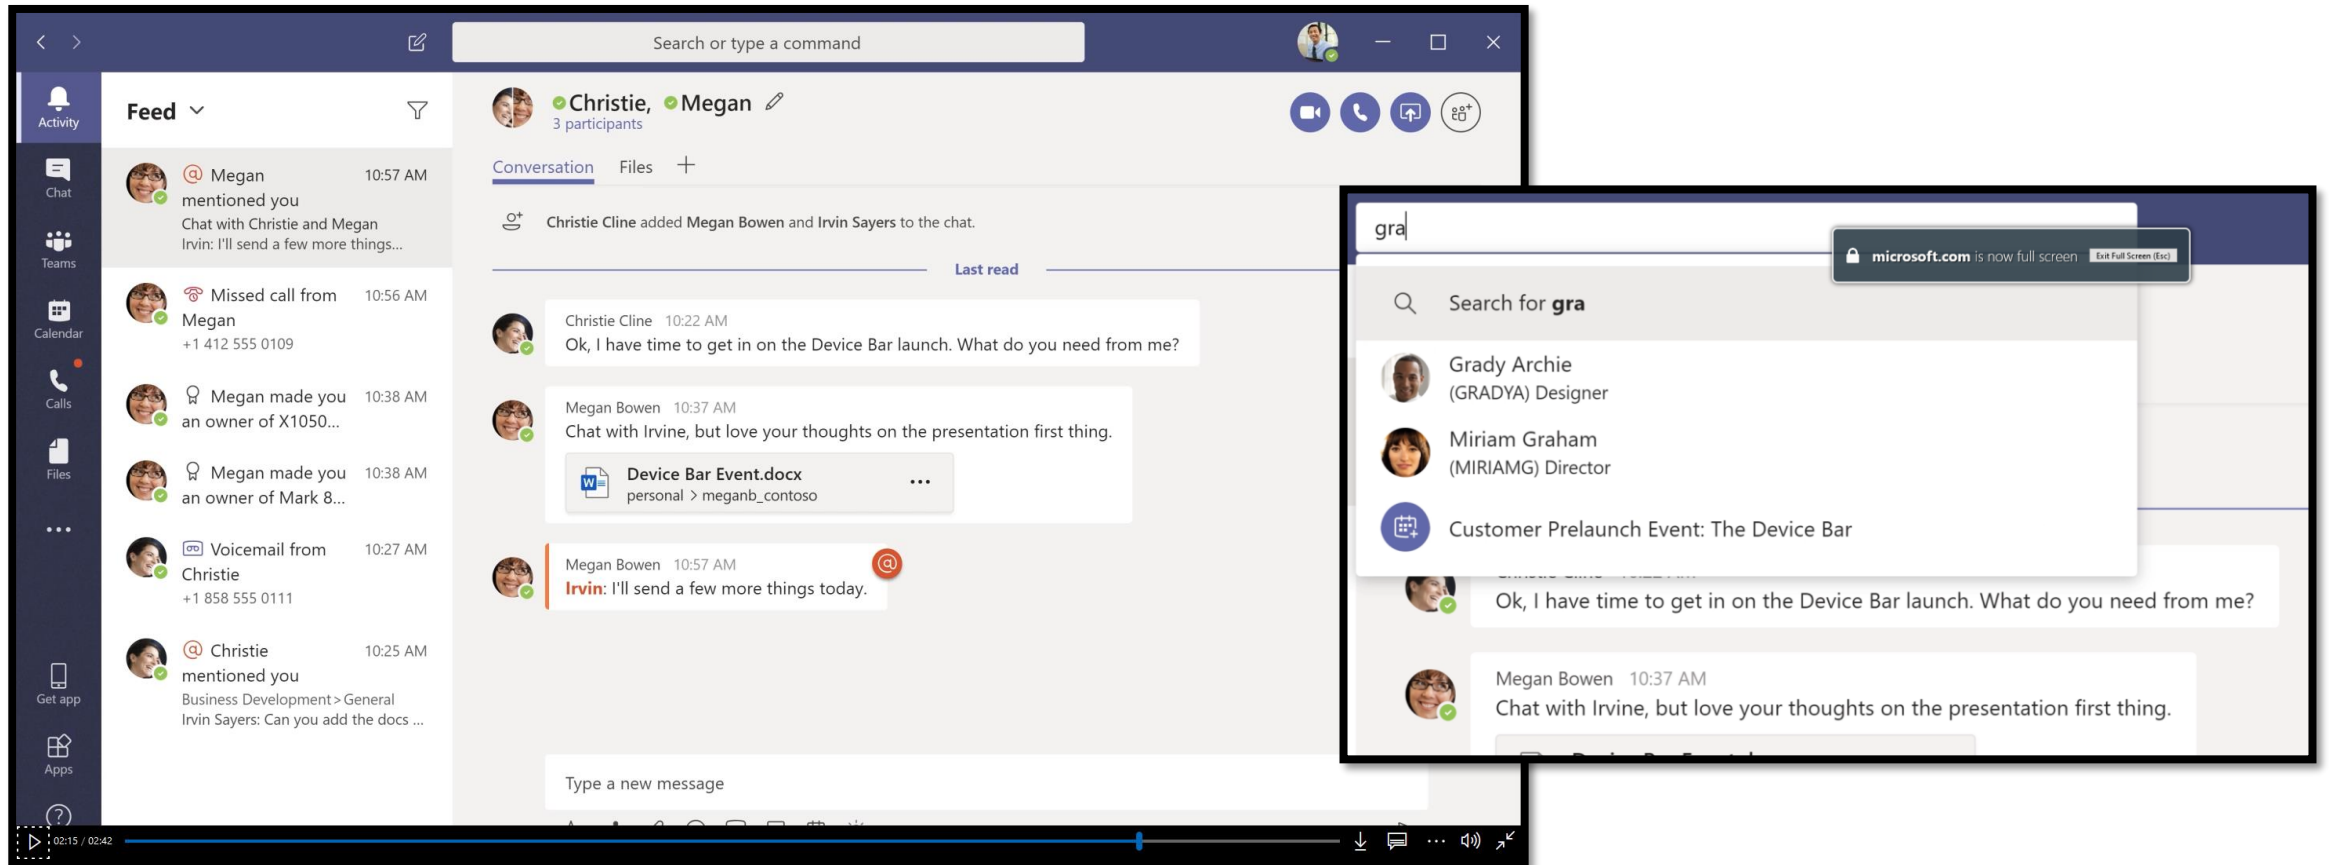 Search or type a command
Activity
Chat
Teams
Calendar
Calls
Files
Get app
Apps
Feed
@ Megan 10:57 AM
mentioned you
Chat with Christie and Megan
Irvin: I'll send a few more things...
Missed call from 10:56 AM
Megan
+1 412 555 0109
Megan made you 10:38 AM
an owner of X1050...
Megan made you 10:38 AM
an owner of Mark 8...
Voicemail from 10:27 AM
Christie
+1 858 555 0111
@ Christie 10:25 AM
mentioned you
Business Development > General
Irvin Sayers: Can you add the docs ...
Christie, Megan
3 participants
Conversation Files
Christie Cline added Megan Bowen and Irvin Sayers to the chat.
Last read
Christie Cline 10:22 AM
Ok, I have time to get in on the Device Bar launch. What do you need from me?
Megan Bowen 10:37 AM
Chat with Irvine, but love your thoughts on the presentation first thing.
Device Bar Event.docx
personal > meganb_contoso
Megan Bowen 10:57 AM @
Irvin: I'll send a few more things today.
Type a new message
02:15 / 02:42
gra
microsoft.com is now full screen Exit Full Screen (Esc)
Search for gra
Grady Archie
(GRADYA) Designer
Miriam Graham
(MIRIAMG) Director
Customer Prelaunch Event: The Device Bar
Ok, I have time to get in on the Device Bar launch. What do you need from me?
Megan Bowen 10:37 AM
Chat with Irvine, but love your thoughts on the presentation first thing.